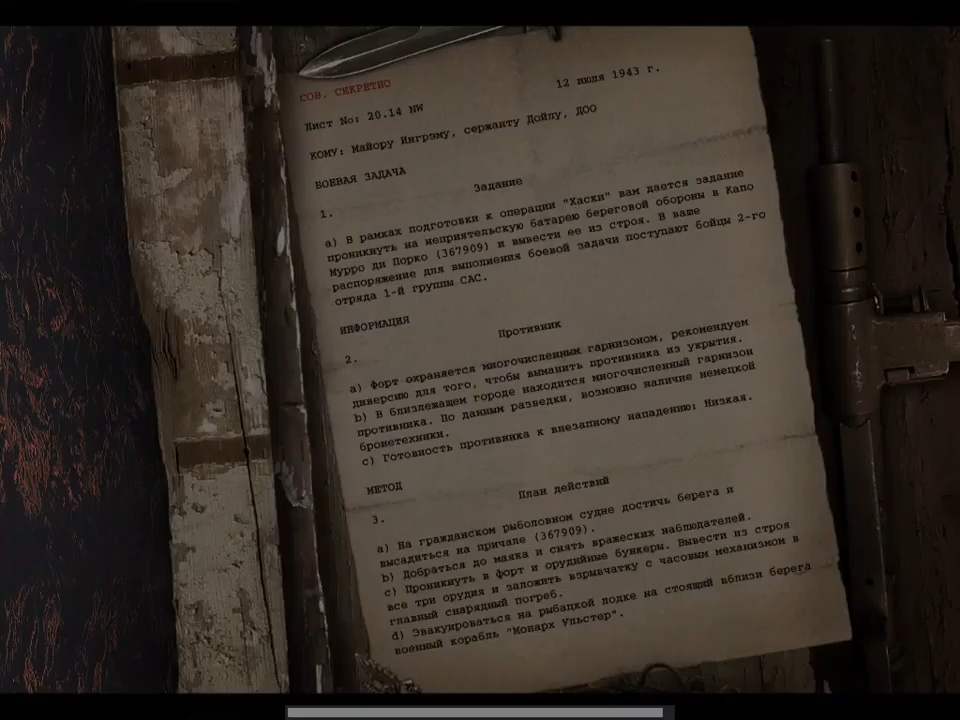 СОВ. СЕКРЕТНО
12 июля 1943 г.
Лист No: 20.14 NW
КОМУ: Майору Ингрэму, сержанту Дойлу, ДОО
БОЕВАЯ ЗАДАЧА
Задание
1.
a) В рамках подготовки к операции "Хаски" вам дается задание
проникнуть на неприятельскую батарею береговой обороны в Капо
Мурро ди Порко (367909) и вывести ее из строя. В ваше
распоряжение для выполнения боевой задачи поступают бойцы 2-го
отряда 1-й группы САС.
ИНФОРМАЦИЯ
Противник
2.
a) Форт охраняется многочисленным гарнизоном, рекомендуем
диверсию для того, чтобы выманить противника из укрытия.
b) В близлежащем городе находится многочисленный гарнизон
противника. По данным разведки, возможно наличие немецкой
бронетехники.
c) Готовность противника к внезапному нападению: Низкая.
МЕТОД
План действий
3.
a) На гражданском рыболовном судне достичь берега и
высадиться на причале (367909).
b) Добраться до маяка и снять вражеских наблюдателей.
c) Проникнуть в форт и орудийные бункеры. Вывести из строя
все три орудия и заложить взрывчатку с часовым механизмом в
главный снарядный погреб.
d) Эвакуироваться на рыбацкой лодке на стоящий вблизи берега
военный корабль "Монарх Ульстер".